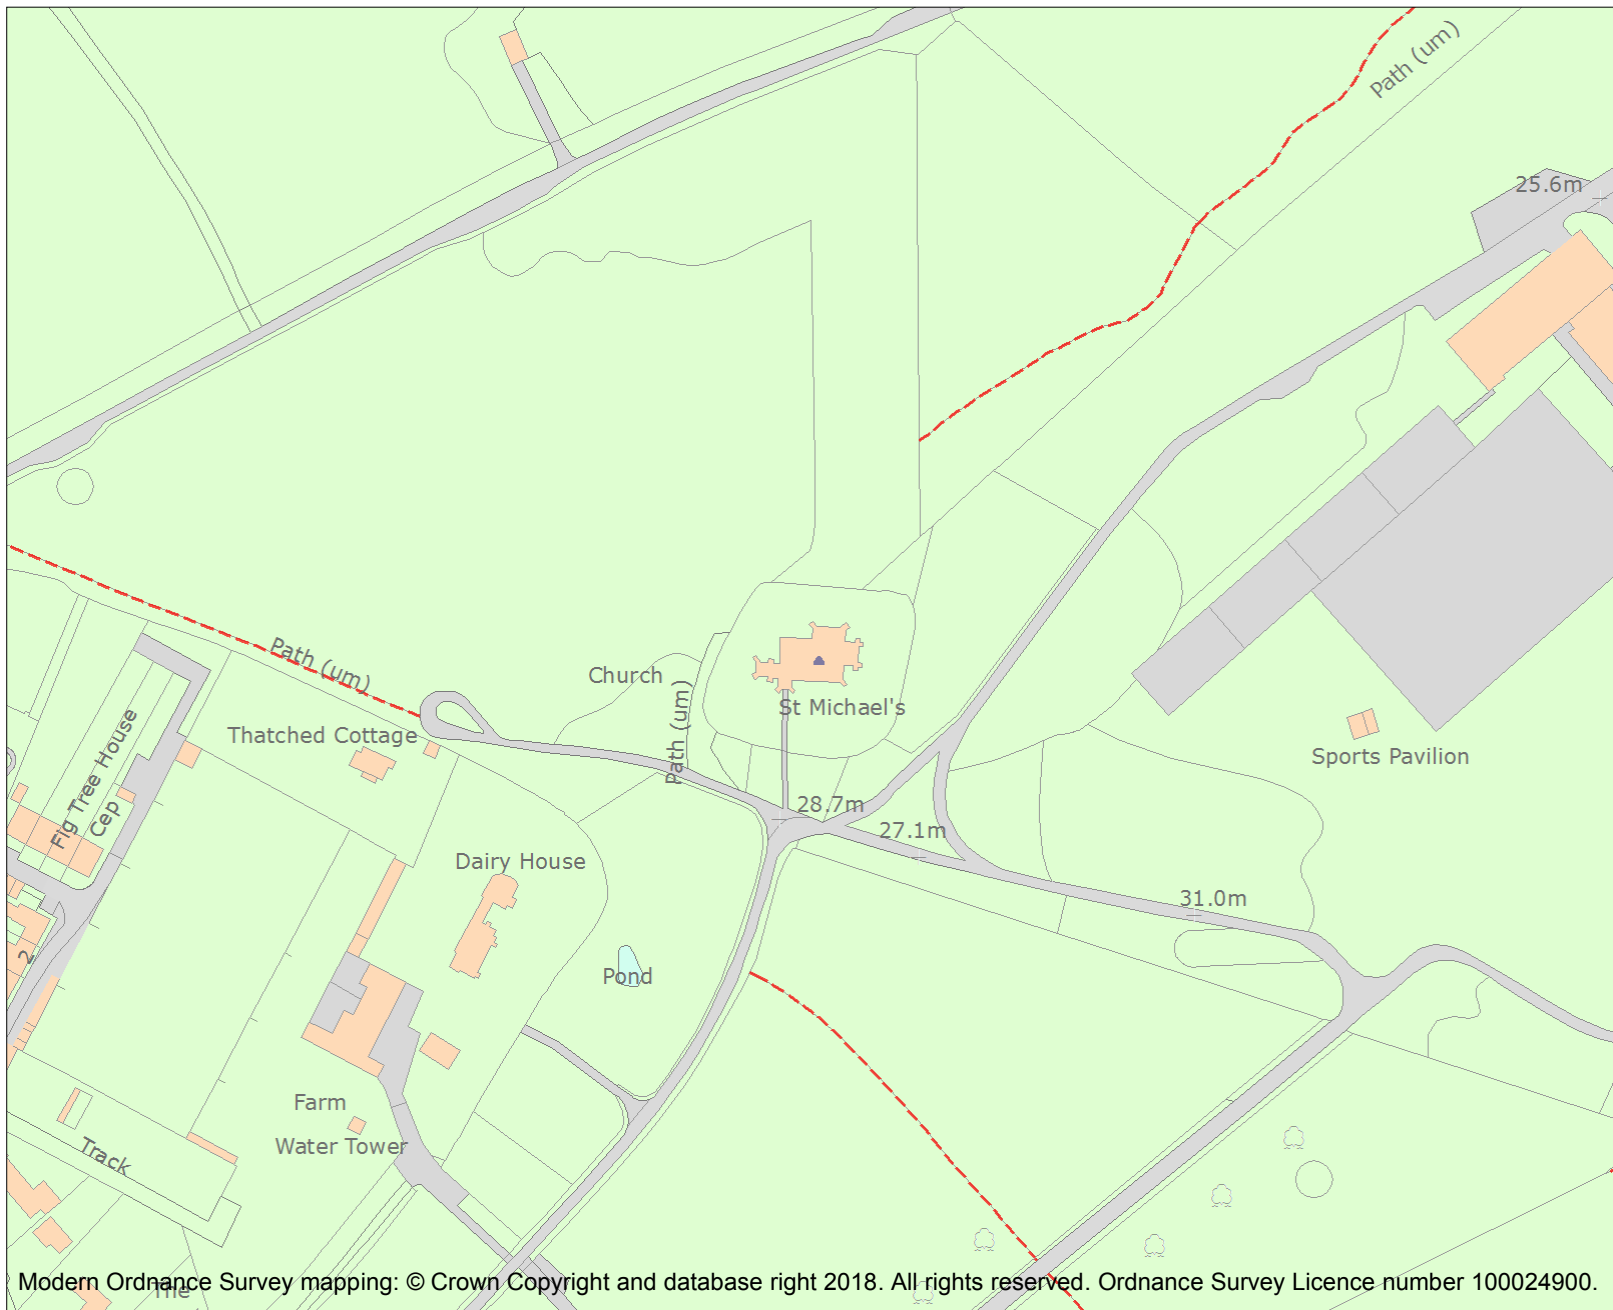 Path (um)
25.6m
Path (um)
Church
Path (um)
St Michael's
Thatched Cottage
Fig Tree House
Cep
Sports Pavilion
28.7m
27.1m
Dairy House
31.0m
2
Pond
Farm
Water Tower
Track
The
Modern Ordnance Survey mapping: © Crown Copyright and database right 2018. All rights reserved. Ordnance Survey Licence number 100024900.